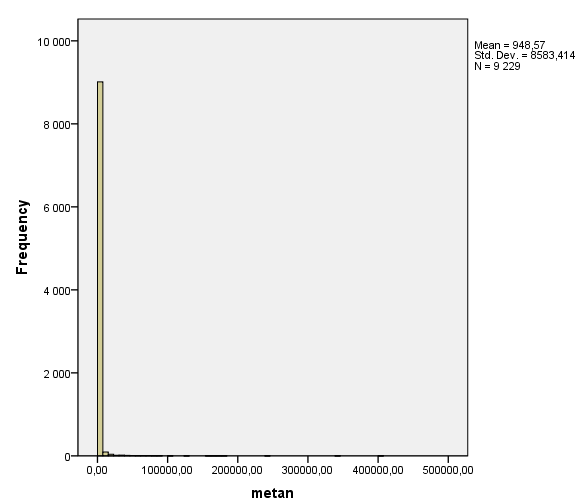 Mean = 948,57
Std. Dev. = 8583,414
N = 9 229
Frequency
10 000
8 000
6 000
4 000
2 000
0
0,00 100000,00 200000,00 300000,00 400000,00 500000,00
metan